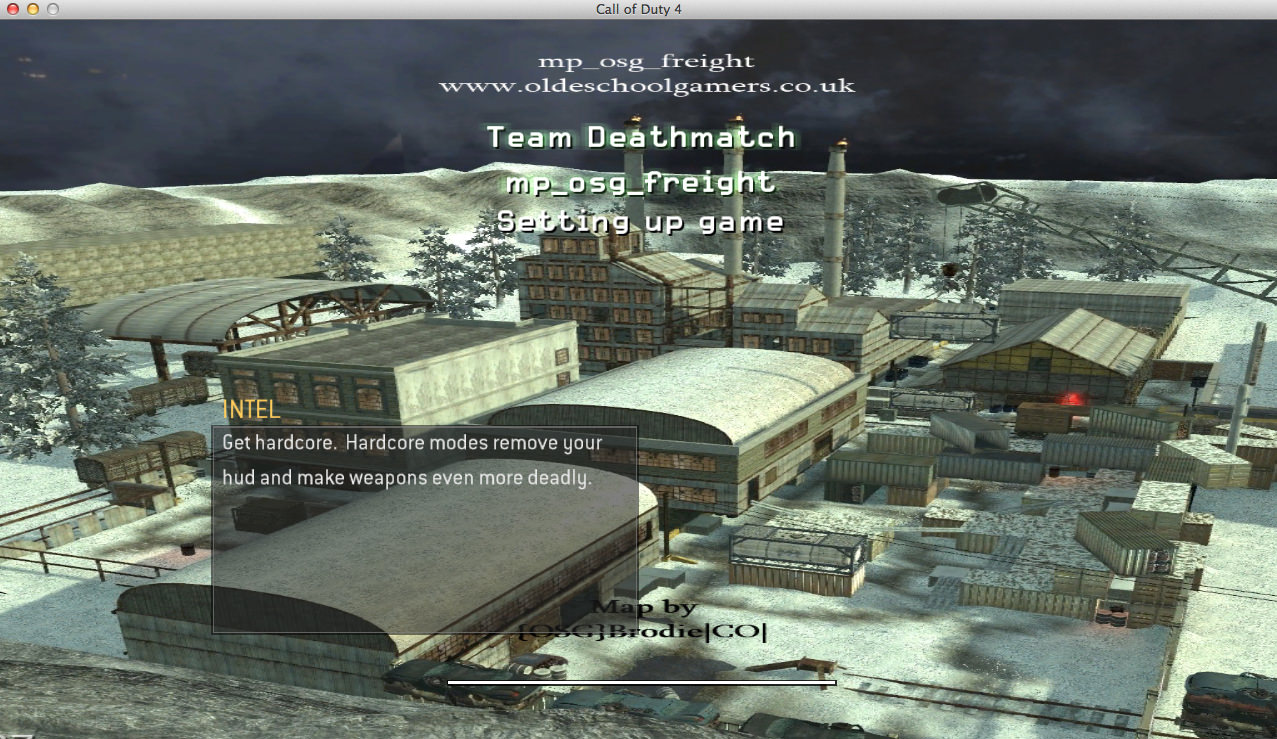 Call of Duty 4
mp_osg_freight
www.oldeschoolgamers.co.uk
Team Deathmatch
mp_osg_freight
Setting up game
INTEL
Get hardcore. Hardcore modes remove your
hud and make weapons even more deadly.
Map by
{OSG}Brodie|CO|